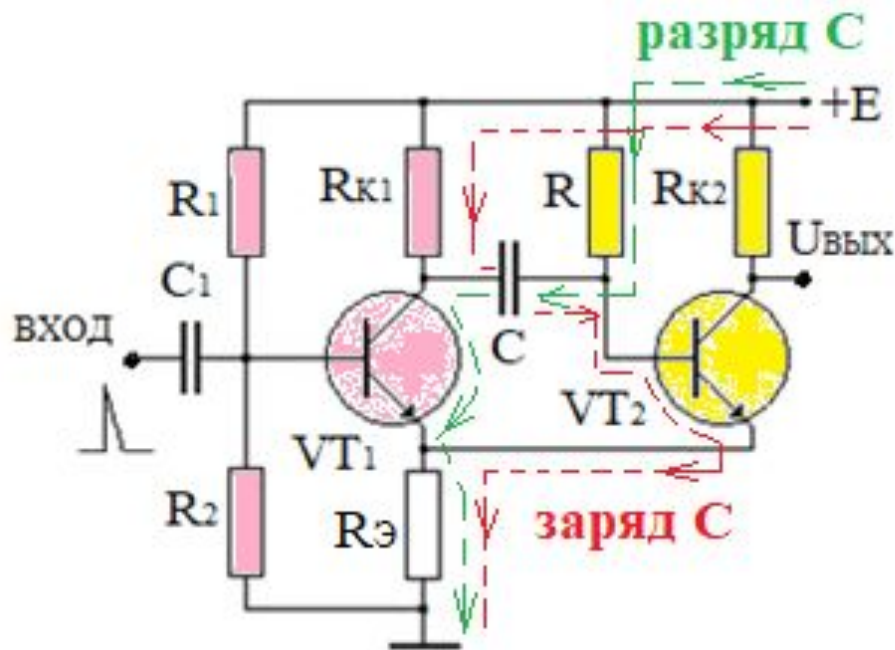 разряд С
+E
R1
RК1
R
RК2
UВЫХ
C1
ВХОД
C
VT1
VT2
R2
RЭ
заряд С